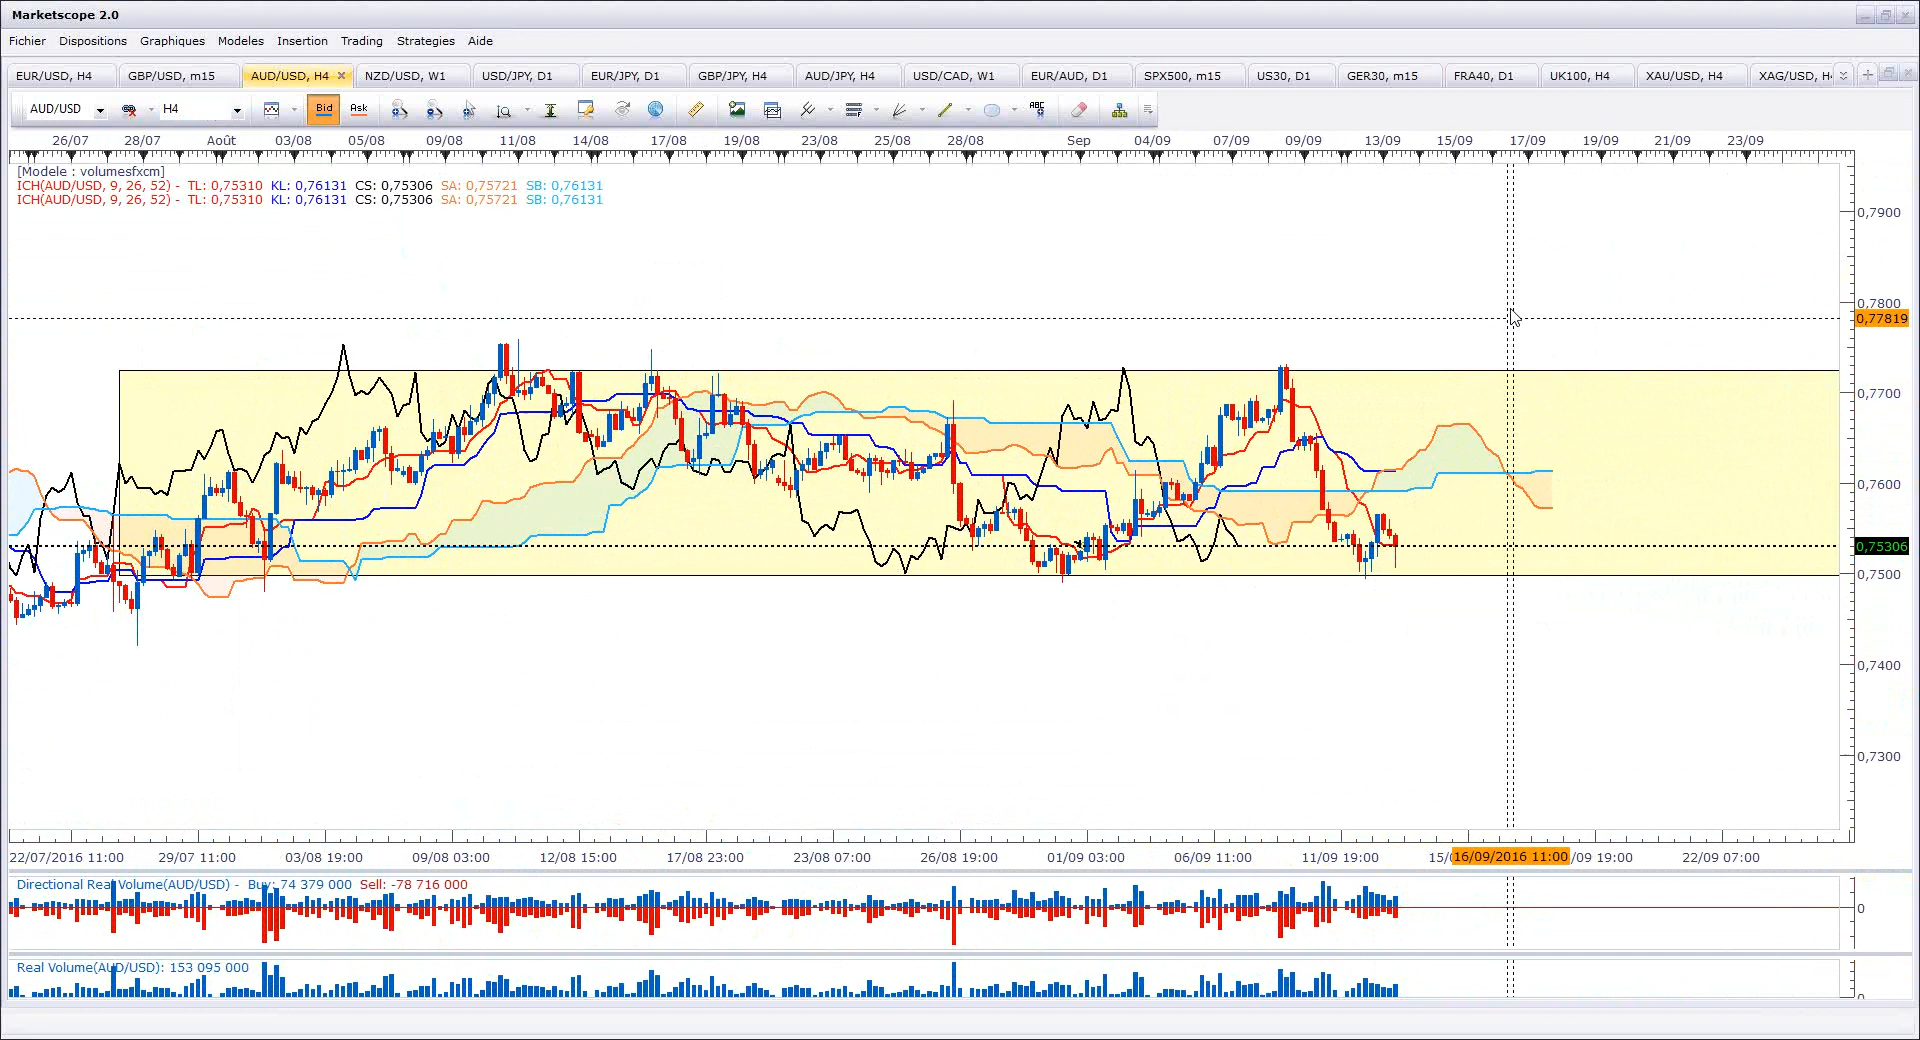 Marketscope 2.0
Fichier Dispositions Graphiques Modeles Insertion Trading Strategies Aide
EUR/USD, H4 GBP/USD, m15 AUD/USD, H4 NZD/USD, W1 USD/JPY, D1 EUR/JPY, D1 GBP/JPY, H4 AUD/JPY, H4 USD/CAD, W1 EUR/AUD, D1 SPX500, m15 US30, D1 GER30, m15 FRA40, D1 UK100, H4 XAU/USD, H4 XAG/USD, H4
AUD/USD H4 Bid Ask ABC
26/07 28/07 Août 03/08 05/08 09/08 11/08 14/08 17/08 19/08 23/08 25/08 28/08 Sep 04/09 07/09 09/09 13/09 15/09 17/09 19/09 21/09 23/09
[Modele : volumesfxcm]
ICH(AUD/USD, 9, 26, 52) - TL: 0,75310 KL: 0,76131 CS: 0,75306 SA: 0,75721 SB: 0,76131
ICH(AUD/USD, 9, 26, 52) - TL: 0,75310 KL: 0,76131 CS: 0,75306 SA: 0,75721 SB: 0,76131
0,7900
0,7800
0,77819
0,7700
0,7600
0,75306
0,7500
0,7400
0,7300
22/07/2016 11:00 29/07 11:00 03/08 19:00 09/08 03:00 12/08 15:00 17/08 23:00 23/08 07:00 26/08 19:00 01/09 03:00 06/09 11:00 11/09 19:00 15/0 16/09/2016 11:00 /09 19:00 22/09 07:00
Directional Real Volume(AUD/USD) - Buy: 74 379 000 Sell: -78 716 000
0
Real Volume(AUD/USD): 153 095 000
0